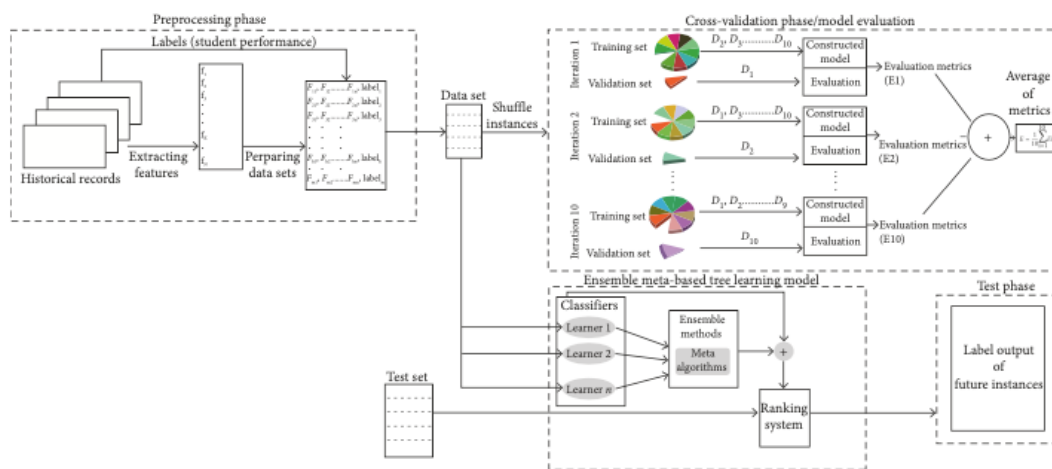 Preprocessing phase
Labels (student performance)
Historical records
Extracting
features
Perparing
data sets
Data set
Shuffle
instances
Cross-validation phase/model evaluation
Iteration 1
Training set
D2, D3..........D10
Constructed
model
Validation set
D1
Evaluation
Evaluation metrics
(E1)
Iteration 2
Training set
D1, D3..........D10
Constructed
model
Validation set
D2
Evaluation
Evaluation metrics
(E2)
Iteration 10
Training set
D1, D2..........D9
Constructed
model
Validation set
D10
Evaluation
Evaluation metrics
(E10)
+
Average
of
metrics
Ensemble meta-based tree learning model
Classifiers
Learner 1
Learner 2
Learner n
Ensemble
methods
Meta
algorithms
+
Ranking
system
Test set
Test phase
Label output
of
future instances